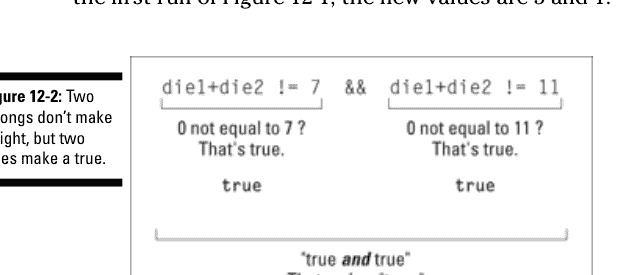 the first run of Figure 12-1, the new values are 5 and 1.
gure 12-2: Two
ongs don't make
ight, but two
es make a true.
die1+die2 != 7 && die1+die2 != 11
0 not equal to 7 ? 0 not equal to 11 ?
That's true. That's true.
true true
"true and true"